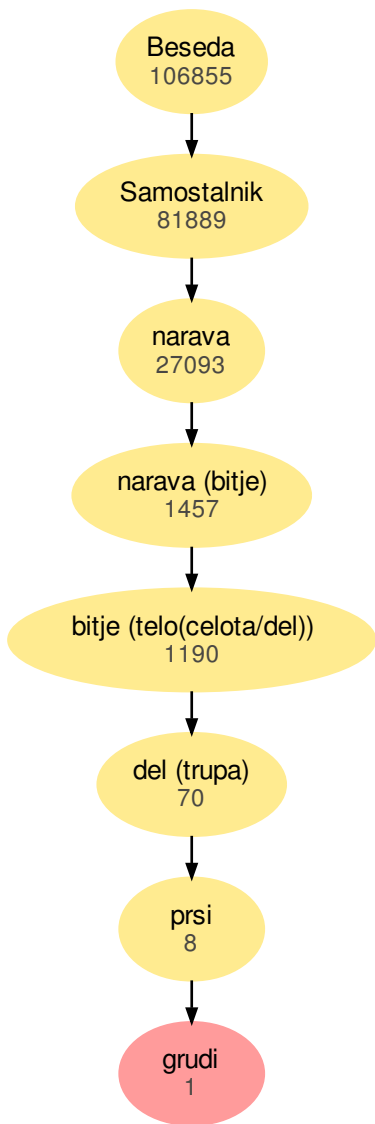 Beseda
106855
Samostalnik
81889
narava
27093
narava (bitje)
1457
bitje (telo(celota/del))
1190
del (trupa)
70
prsi
8
grudi
1